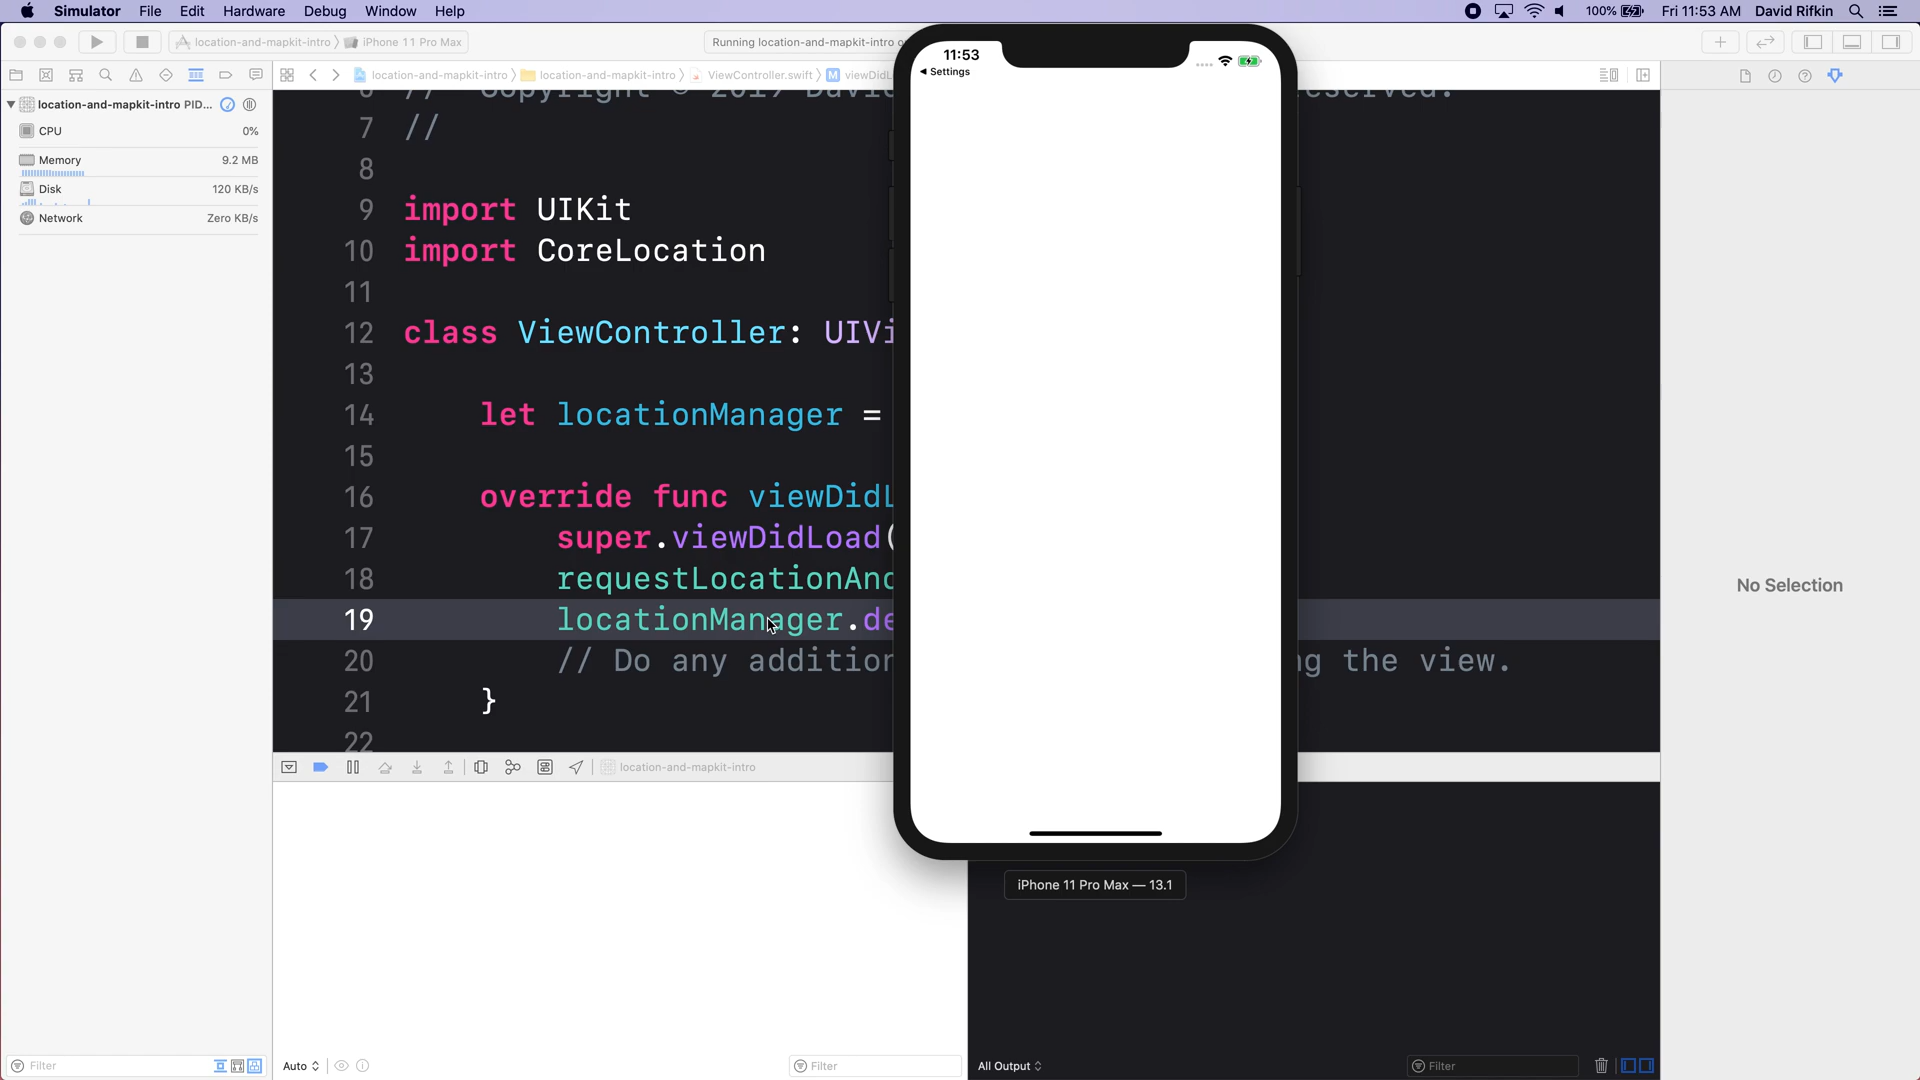 Simulator File Edit Hardware Debug Window Help 100% Fri 11:53 AM David Rifkin
location-and-mapkit-intro iPhone 11 Pro Max Running location-and-mapkit-intro
location-and-mapkit-intro location-and-mapkit-intro ViewController.swift M
location-and-mapkit-intro PID...
CPU 0%
Memory 9.2 MB
Disk 120 KB/s
Network Zero KB/s
// Copyright © 2019
7 //
8
9 import UIKit
10 import CoreLocation
11
12 class ViewController: UIVi
13
14 let locationManager =
15
16 override func viewDidL
17 super.viewDidLoad(
18 requestLocationAnd
19 locationManager.de
20 // Do any addition ng the view.
21 }
22
11:53
Settings
iPhone 11 Pro Max — 13.1
No Selection
location-and-mapkit-intro
Filter
Auto
Filter
All Output
Filter